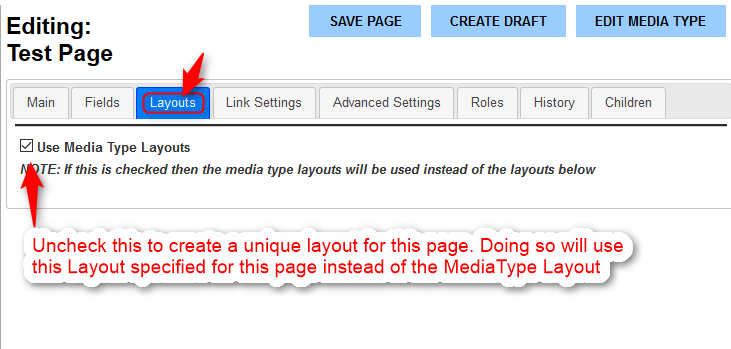 Editing:
Test Page
SAVE PAGE
CREATE DRAFT
EDIT MEDIA TYPE
Main
Fields
Layouts
Link Settings
Advanced Settings
Roles
History
Children
Use Media Type Layouts
NOTE: If this is checked then the media type layouts will be used instead of the layouts below
Uncheck this to create a unique layout for this page. Doing so will use
this Layout specified for this page instead of the MediaType Layout